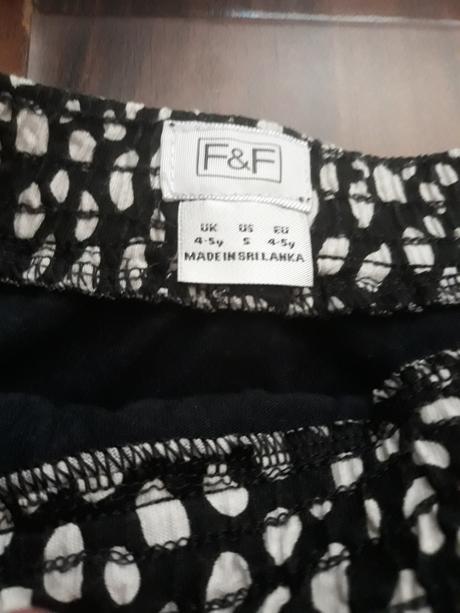 F&F
UK US EU
4-5y 5 4-5y
MADE IN SRI LANKA